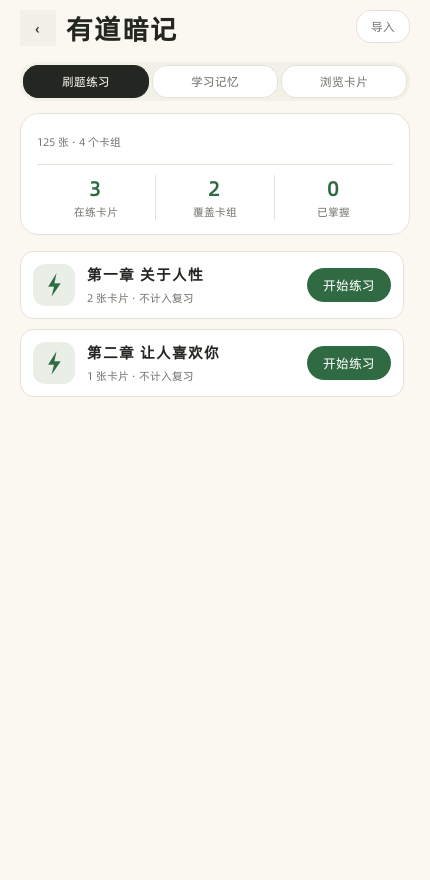 ‹ 有道暗记
导入
刷题练习 学习记忆 浏览卡片
125 张 · 4 个卡组
3 2 0
在练卡片 覆盖卡组 已掌握
第一章 关于人性
2 张卡片 · 不计入复习
开始练习
第二章 让人喜欢你
1 张卡片 · 不计入复习
开始练习